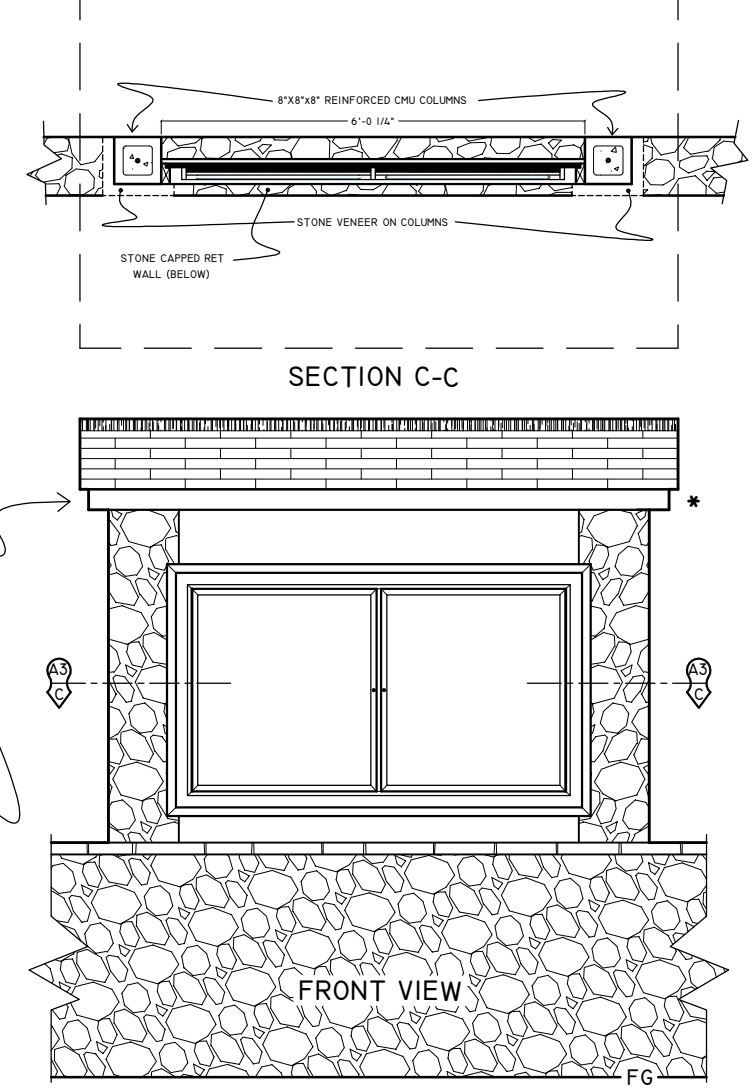 8"X8"x8" REINFORCED CMU COLUMNS
6'-0 1/4"
STONE VENEER ON COLUMNS
STONE CAPPED RET
WALL (BELOW)
SECTION C-C
*
A3
C
A3
C
FRONT VIEW
FG